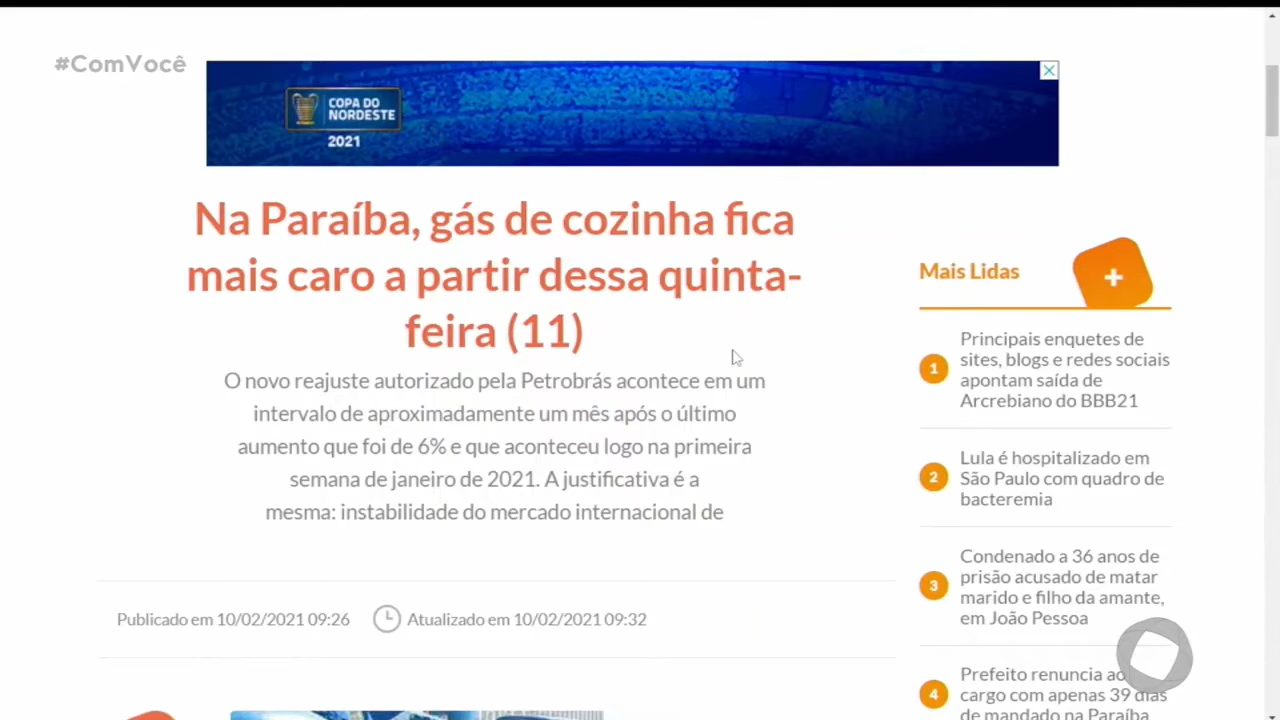 #ComVocê
COPA DO
NORDESTE
2021
Na Paraíba, gás de cozinha fica
mais caro a partir dessa quinta-
feira (11)
O novo reajuste autorizado pela Petrobrás acontece em um
intervalo de aproximadamente um mês após o último
aumento que foi de 6% e que aconteceu logo na primeira
semana de janeiro de 2021. A justificativa é a
mesma: instabilidade do mercado internacional de
Publicado em 10/02/2021 09:26
Atualizado em 10/02/2021 09:32
Mais Lidas
+
1
Principais enquetes de
sites, blogs e redes sociais
apontam saída de
Arcrebiano do BBB21
2
Lula é hospitalizado em
São Paulo com quadro de
bacteremia
3
Condenado a 36 anos de
prisão acusado de matar
marido e filho da amante,
em João Pessoa
4
Prefeito renuncia ao
cargo com apenas 39 dias
de mandado na Paraíba